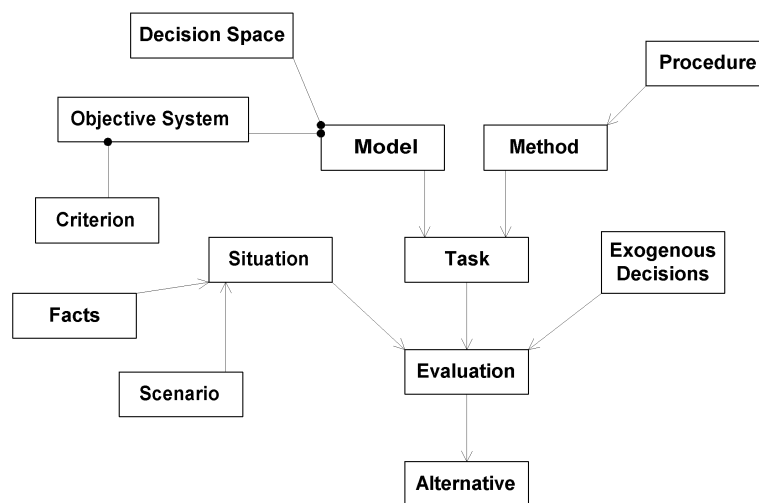 Decision Space
Procedure
Objective System
Model
Method
Criterion
Situation
Task
Exogenous
Decisions
Facts
Scenario
Evaluation
Alternative